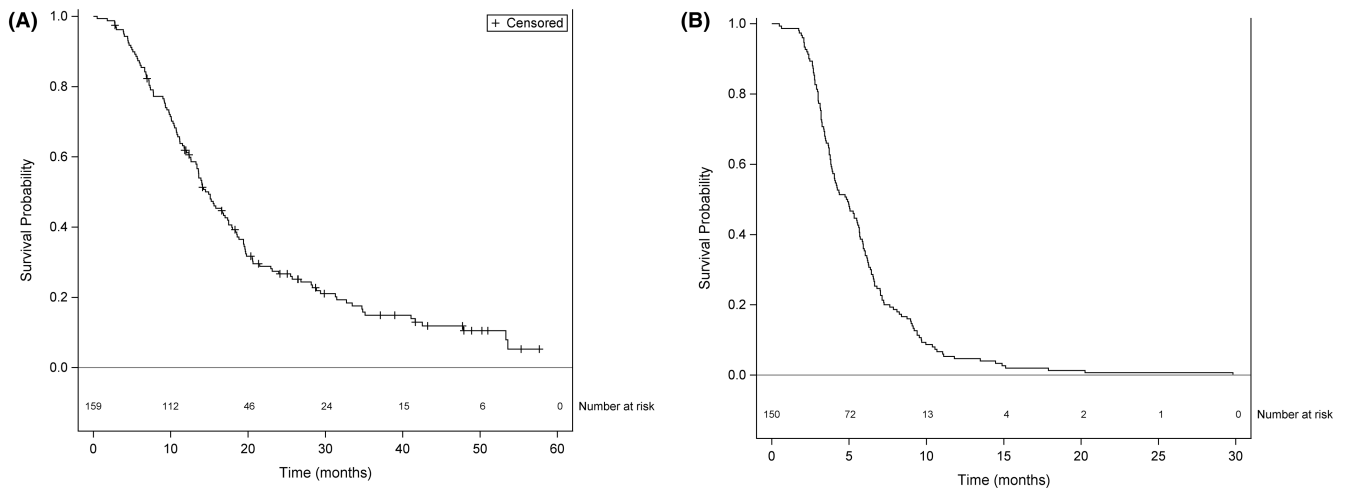 (A)
+ Censored
1.0
0.8
0.6
0.4
0.2
0.0
Survival Probability
159 112 46 24 15 6 0 Number at risk
0 10 20 30 40 50 60
Time (months)
(B)
1.0
0.8
0.6
0.4
0.2
0.0
Survival Probability
150 72 13 4 2 1 0 Number at risk
0 5 10 15 20 25 30
Time (months)